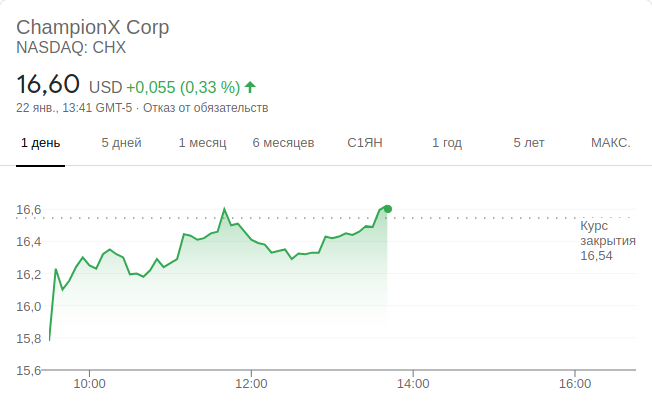 ChampionX Corp
NASDAQ: CHX
16,60 USD +0,055 (0,33 %)
22 янв., 13:41 GMT-5 · Отказ от обязательств
1 день 5 дней 1 месяц 6 месяцев С1ЯН 1 год 5 лет МАКС.
16,6
Курс
закрытия
16,54
16,4
16,2
16,0
15,8
15,6
10:00 12:00 14:00 16:00